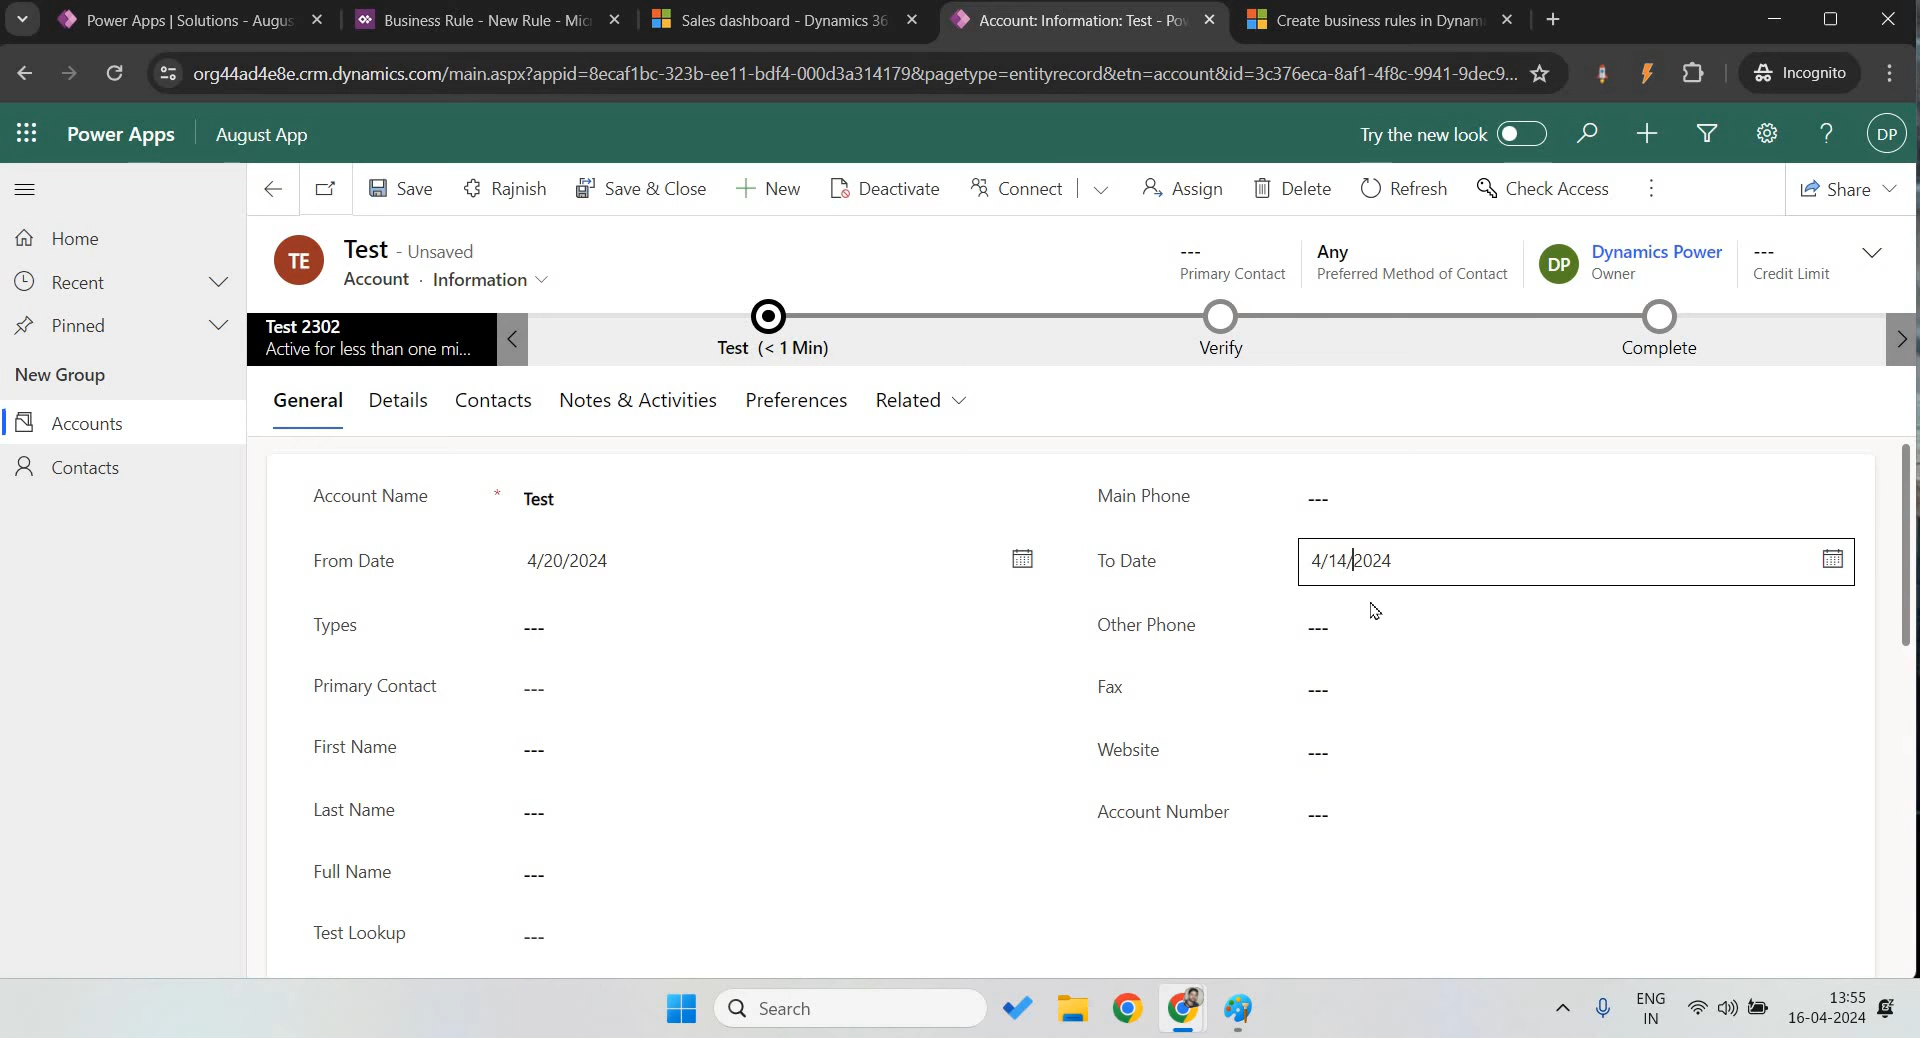 Power Apps | Solutions - Augus
Business Rule - New Rule - Mic
Sales dashboard - Dynamics 36
Account: Information: Test - Po
Create business rules in Dynam
org44ad4e8e.crm.dynamics.com/main.aspx?appid=8ecaf1bc-323b-ee11-bdf4-000d3a314179&pagetype=entityrecord&etn=account&id=3c376eca-8af1-4f8c-9941-9dec9...
Incognito
Power Apps
August App
Try the new look
DP
Save
Rajnish
Save & Close
New
Deactivate
Connect
Assign
Delete
Refresh
Check Access
Share
Home
Recent
Pinned
New Group
Accounts
Contacts
TE
Test - Unsaved
Account · Information
---
Primary Contact
Any
Preferred Method of Contact
DP
Dynamics Power
Owner
---
Credit Limit
Test 2302
Active for less than one mi...
Test (< 1 Min)
Verify
Complete
General
Details
Contacts
Notes & Activities
Preferences
Related
Account Name * Test
Main Phone ---
From Date 4/20/2024
To Date 4/14/2024
Types ---
Other Phone ---
Primary Contact ---
Fax ---
First Name ---
Website ---
Last Name ---
Account Number ---
Full Name ---
Test Lookup ---
Search
ENG
IN
13:55
16-04-2024